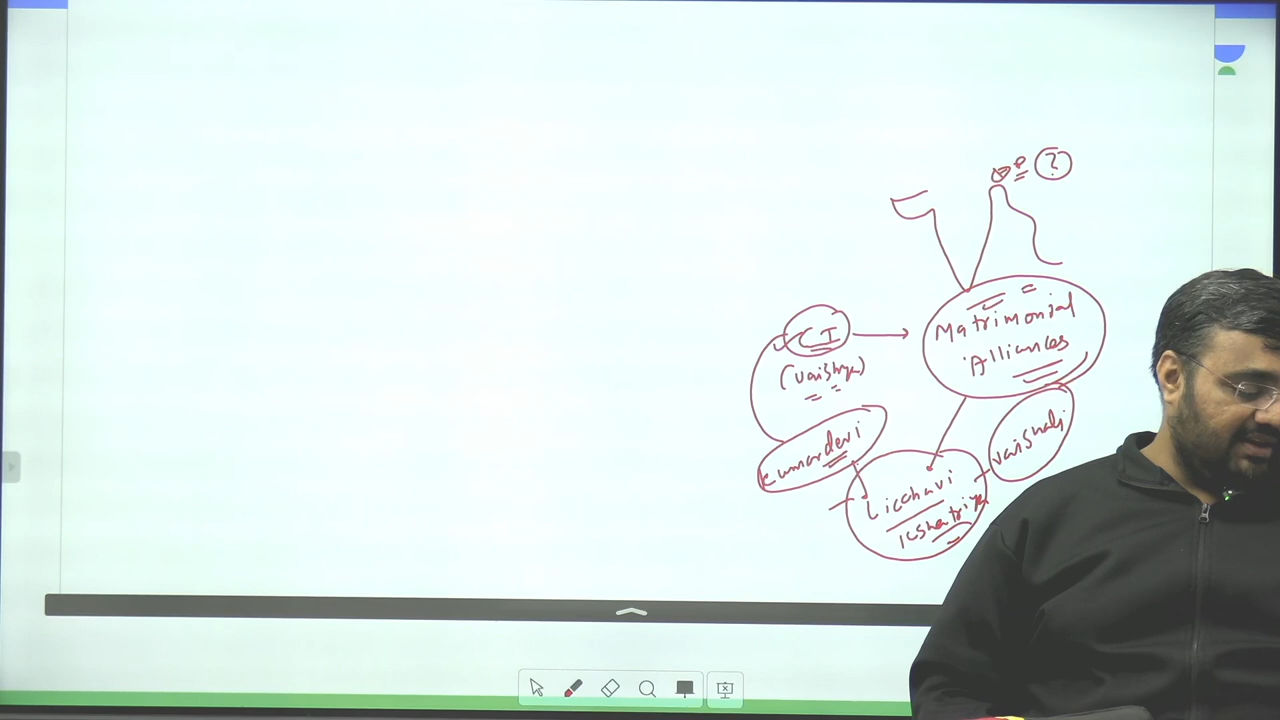 ?
Matrimonial
Alliances
CI
(Vaishya)
Kumardevi
Vaishali
Licchavi
Kshatriya